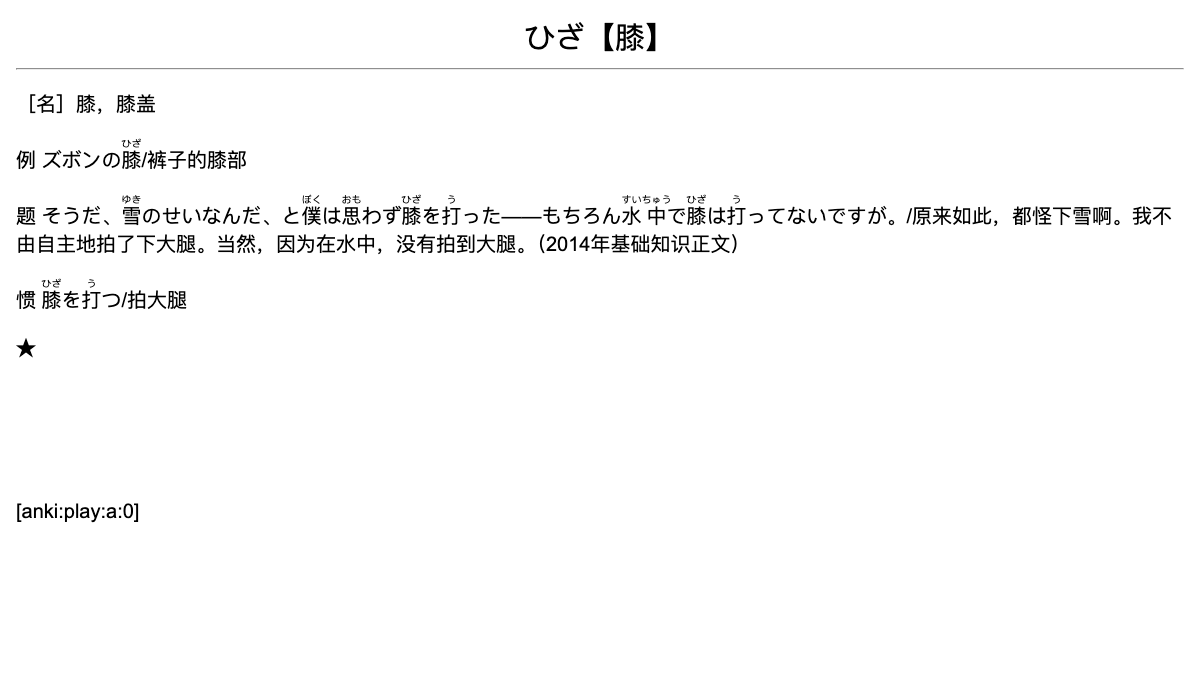 ひざ【膝】
［名］膝，膝盖
ひざ
例 ズボンの膝/裤子的膝部
ゆき ぼく おも ひざ う すいちゅう ひざ う
题 そうだ、雪のせいなんだ、と僕は思わず膝を打った——もちろん水中で膝は打ってないですが。/原来如此，都怪下雪啊。我不
由自主地拍了下大腿。当然，因为在水中，没有拍到大腿。（2014年基础知识正文）
ひざ う
惯 膝を打つ/拍大腿
★
[anki:play:a:0]